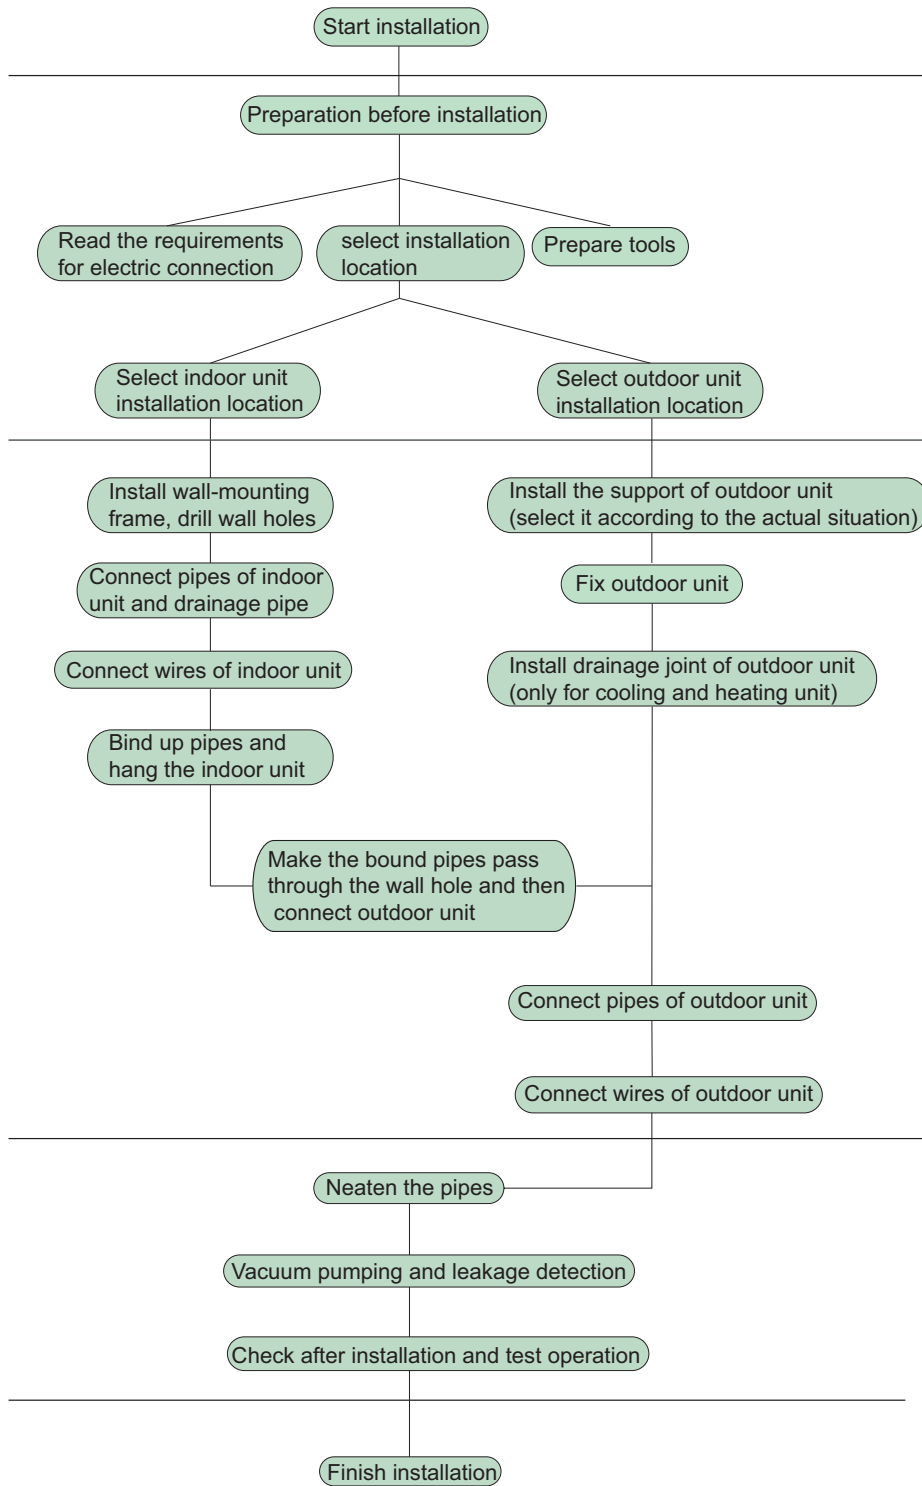 Start installation
Preparation before installation
Read the requirements
for electric connection
select installation
location
Prepare tools
Select indoor unit
installation location
Select outdoor unit
installation location
Install wall-mounting
frame, drill wall holes
Install the support of outdoor unit
(select it according to the actual situation)
Connect pipes of indoor
unit and drainage pipe
Fix outdoor unit
Connect wires of indoor unit
Install drainage joint of outdoor unit
(only for cooling and heating unit)
Bind up pipes and
hang the indoor unit
Make the bound pipes pass
through the wall hole and then
connect outdoor unit
Connect pipes of outdoor unit
Connect wires of outdoor unit
Neaten the pipes
Vacuum pumping and leakage detection
Check after installation and test operation
Finish installation